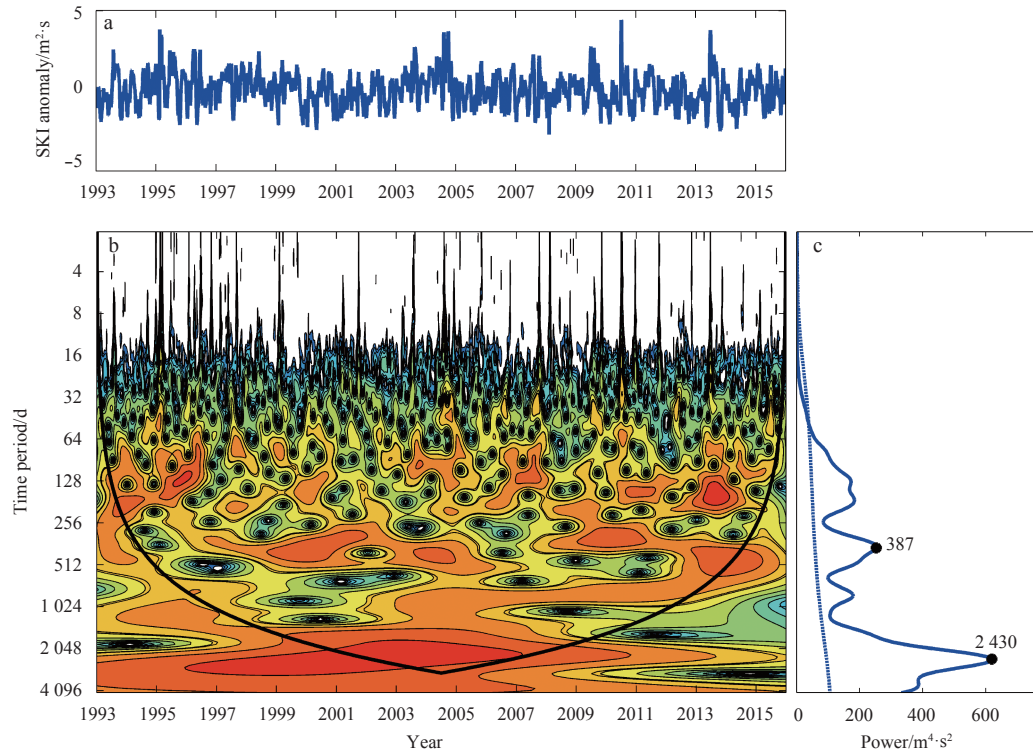 a
SKI anomaly/m²·s
5
0
−5
1993 1995 1997 1999 2001 2003 2005 2007 2009 2011 2013 2015
b
Time period/d
4
8
16
32
64
128
256
512
1 024
2 048
4 096
1993 1995 1997 1999 2001 2003 2005 2007 2009 2011 2013 2015
Year
c
387
2 430
0 200 400 600
Power/m⁴·s²